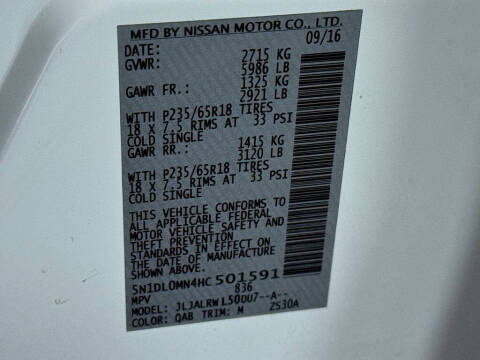 MFD BY NISSAN MOTOR CO., LTD.
DATE: 09/16
GVWR: 2715 KG
5986 LB
GAWR FR.: 1325 KG
2921 LB
WITH P235/65R18 TIRES
18 X 7.5 RIMS AT 33 PSI
COLD SINGLE
GAWR RR.: 1415 KG
3120 LB
WITH P235/65R18 TIRES
18 X 7.5 RIMS AT 33 PSI
COLD SINGLE
THIS VEHICLE CONFORMS TO
ALL APPLICABLE FEDERAL
MOTOR VEHICLE SAFETY AND
THEFT PREVENTION
STANDARDS IN EFFECT ON THE
DATE OF MANUFACTURE
5N1DL0MN4HC501591
MPV 836
MODEL: JLJALRWL50DU7--A--
COLOR: QAB TRIM: M ZS30A